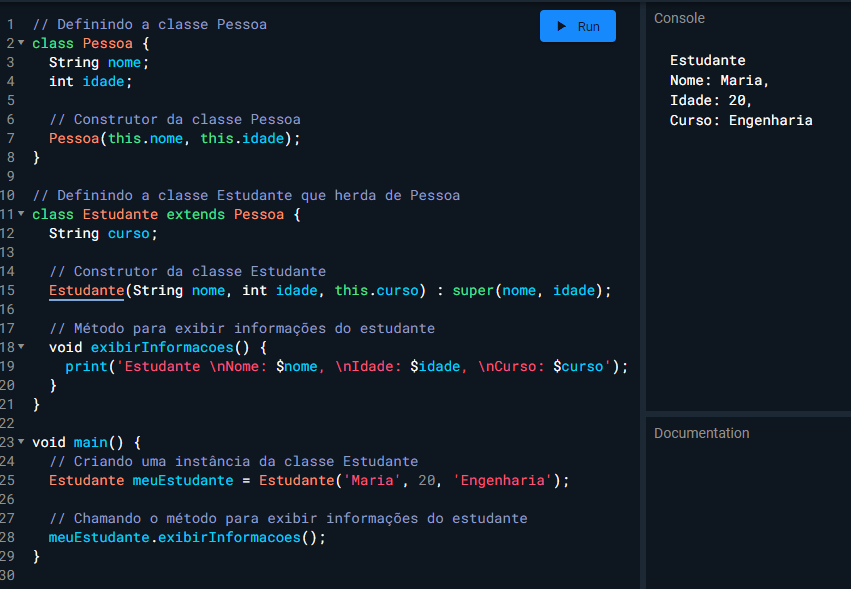 1 // Definindo a classe Pessoa
2 class Pessoa {
3 String nome;
4 int idade;
5
6 // Construtor da classe Pessoa
7 Pessoa(this.nome, this.idade);
8 }
9
10 // Definindo a classe Estudante que herda de Pessoa
11 class Estudante extends Pessoa {
12 String curso;
13
14 // Construtor da classe Estudante
15 Estudante(String nome, int idade, this.curso) : super(nome, idade);
16
17 // Método para exibir informações do estudante
18 void exibirInformacoes() {
19 print('Estudante \nNome: $nome, \nIdade: $idade, \nCurso: $curso');
20 }
21 }
22
23 void main() {
24 // Criando uma instância da classe Estudante
25 Estudante meuEstudante = Estudante('Maria', 20, 'Engenharia');
26
27 // Chamando o método para exibir informações do estudante
28 meuEstudante.exibirInformacoes();
29 }
30
Run
Console
Estudante
Nome: Maria,
Idade: 20,
Curso: Engenharia
Documentation